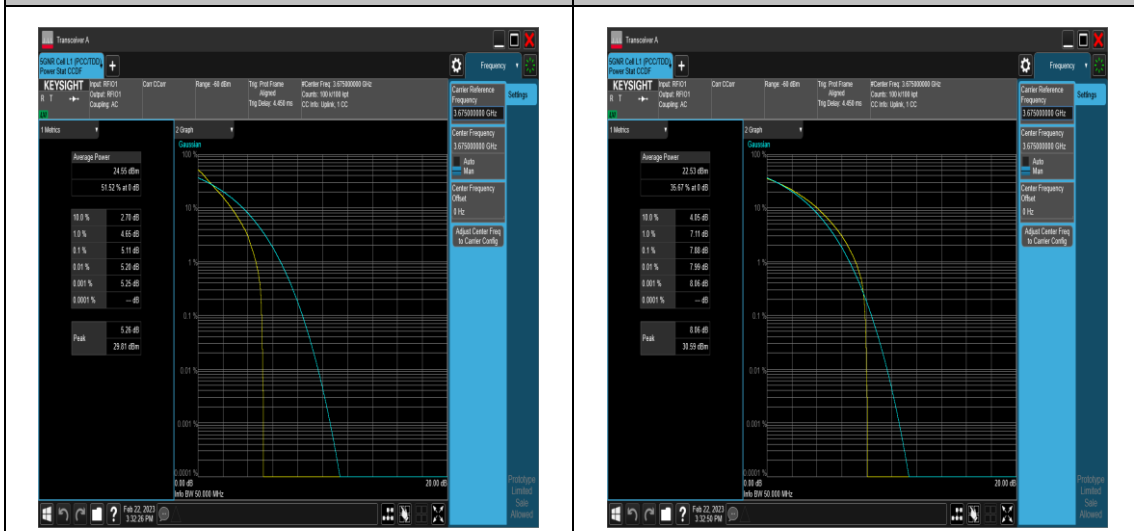 Transceiver A
5GNR Cell L1 (PCC/TDD)
Power Stat CCDF
+
Frequency
KEYSIGHT
R T
Input: RFIO1
Output: RFIO1
Coupling: AC
Corr CCorr
Range: -60 dBm
Trig: Prot Frame
Aligned
Trig Delay: 4.450 ms
#Center Freq: 3.675000000 GHz
Counts: 100 k/100 kpt
CC Info: Uplink, 1 CC
1 Metrics
2 Graph
Average Power
24.55 dBm
51.52 % at 0 dB
10.0 % 2.70 dB
1.0 % 4.65 dB
0.1 % 5.11 dB
0.01 % 5.20 dB
0.001 % 5.25 dB
0.0001 % --- dB
Peak
5.26 dB
29.81 dBm
Gaussian
100 %
10 %
1 %
0.1 %
0.01 %
0.001 %
0.0001 %
0.00 dB
20.00 dB
Info BW 50.000 MHz
Carrier Reference
Frequency
3.675000000 GHz
Settings
Center Frequency
3.675000000 GHz
Auto
Man
Center Frequency
Offset
0 Hz
Adjust Center Freq
to Carrier Config
Feb 22, 2023
3:32:26 PM
Transceiver A
5GNR Cell L1 (PCC/TDD)
Power Stat CCDF
+
Frequency
KEYSIGHT
R T
Input: RFIO1
Output: RFIO1
Coupling: AC
Corr CCorr
Range: -60 dBm
Trig: Prot Frame
Aligned
Trig Delay: 4.450 ms
#Center Freq: 3.675000000 GHz
Counts: 100 k/100 kpt
CC Info: Uplink, 1 CC
1 Metrics
2 Graph
Average Power
22.53 dBm
35.67 % at 0 dB
10.0 % 4.05 dB
1.0 % 7.11 dB
0.1 % 7.88 dB
0.01 % 7.99 dB
0.001 % 8.06 dB
0.0001 % --- dB
Peak
8.06 dB
30.59 dBm
Gaussian
100 %
10 %
1 %
0.1 %
0.01 %
0.001 %
0.0001 %
0.00 dB
20.00 dB
Info BW 50.000 MHz
Carrier Reference
Frequency
3.675000000 GHz
Settings
Center Frequency
3.675000000 GHz
Auto
Man
Center Frequency
Offset
0 Hz
Adjust Center Freq
to Carrier Config
Prototype
Limited
Sale
Allowed
Feb 22, 2023
3:32:50 PM
Prototype
Limited
Sale
Allowed